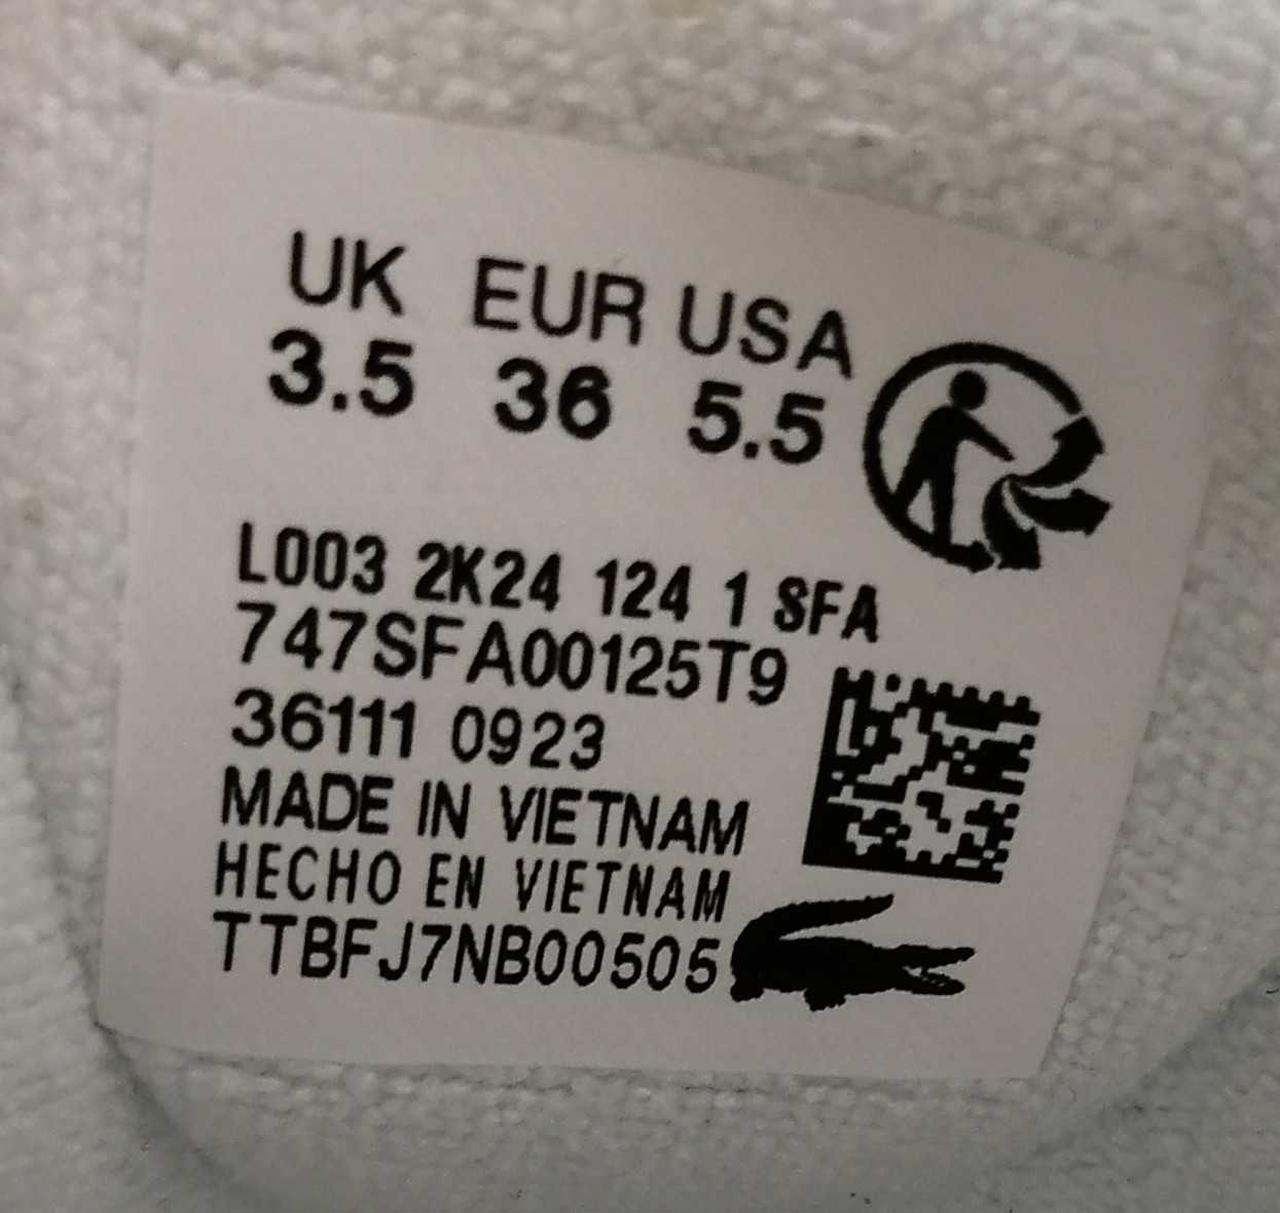 UK EUR USA
3.5 36 5.5
L003 2K24 124 1 SFA
747SFA00125T9
36111 0923
MADE IN VIETNAM
HECHO EN VIETNAM
TTBFJ7NB00505